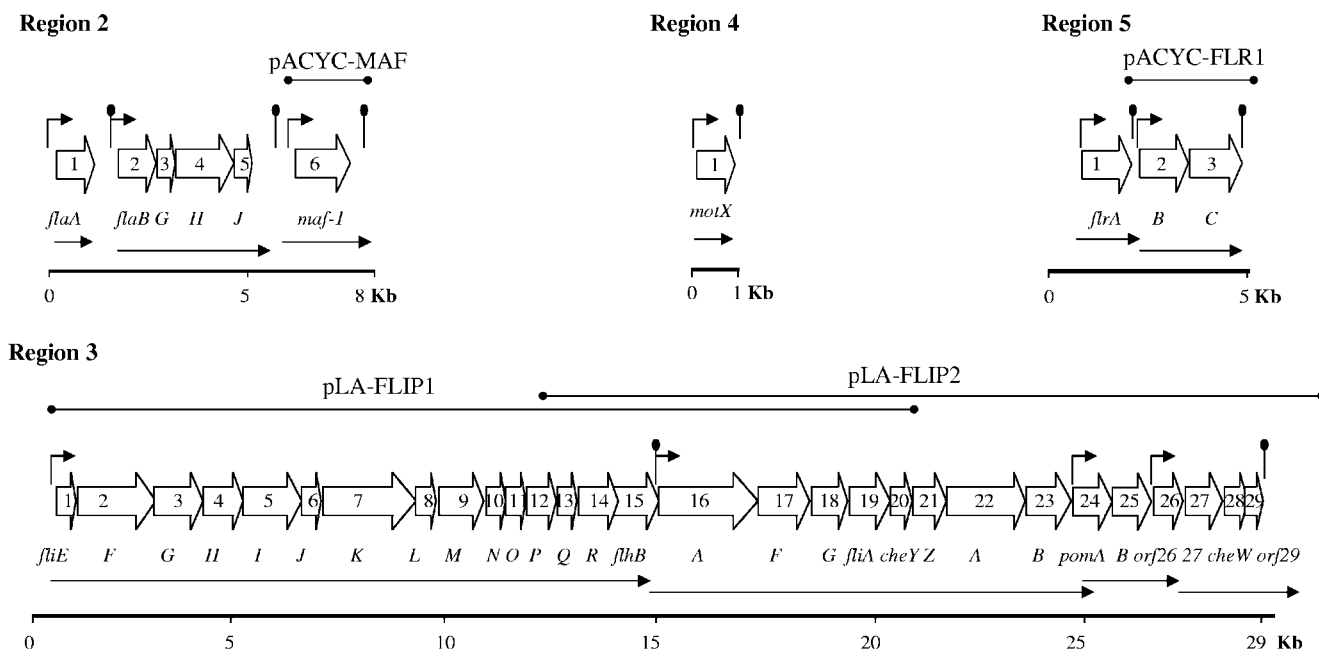 Region 2
pACYC-MAF
1 2 3 4 5 6
flaA flaB G H J maf-1
0 5 8 Kb
Region 4
1
motX
0 1 Kb
Region 5
pACYC-FLR1
1 2 3
flrA B C
0 5 Kb
Region 3
pLA-FLIP1
pLA-FLIP2
1 2 3 4 5 6 7 8 9 10 11 12 13 14 15 16 17 18 19 20 21 22 23 24 25 26 27 28 29
fliE F G H I J K L M N O P Q R flhB A F G fliA cheY Z A B pomA B orf26 27 cheW orf29
0 5 10 15 20 25 29 Kb